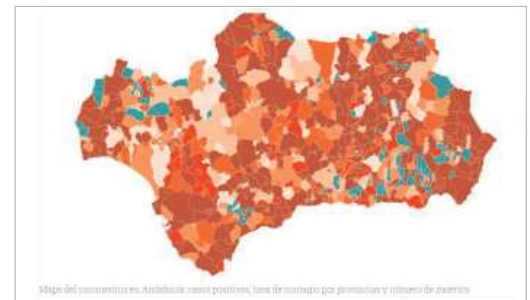 Mapa del coronavirus en Andalucía: casos positivos, tasa de contagio por provincias y número de muertos